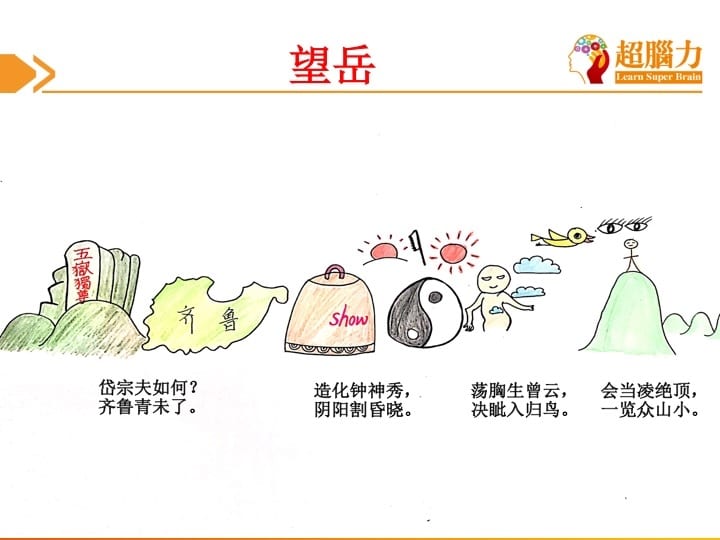 望岳
超腦力
Learn Super Brain
五嶽獨尊
齐鲁
show
岱宗夫如何？
齐鲁青未了。
造化钟神秀，
阴阳割昏晓。
荡胸生曾云，
决眦入归鸟。
会当凌绝顶，
一览众山小。